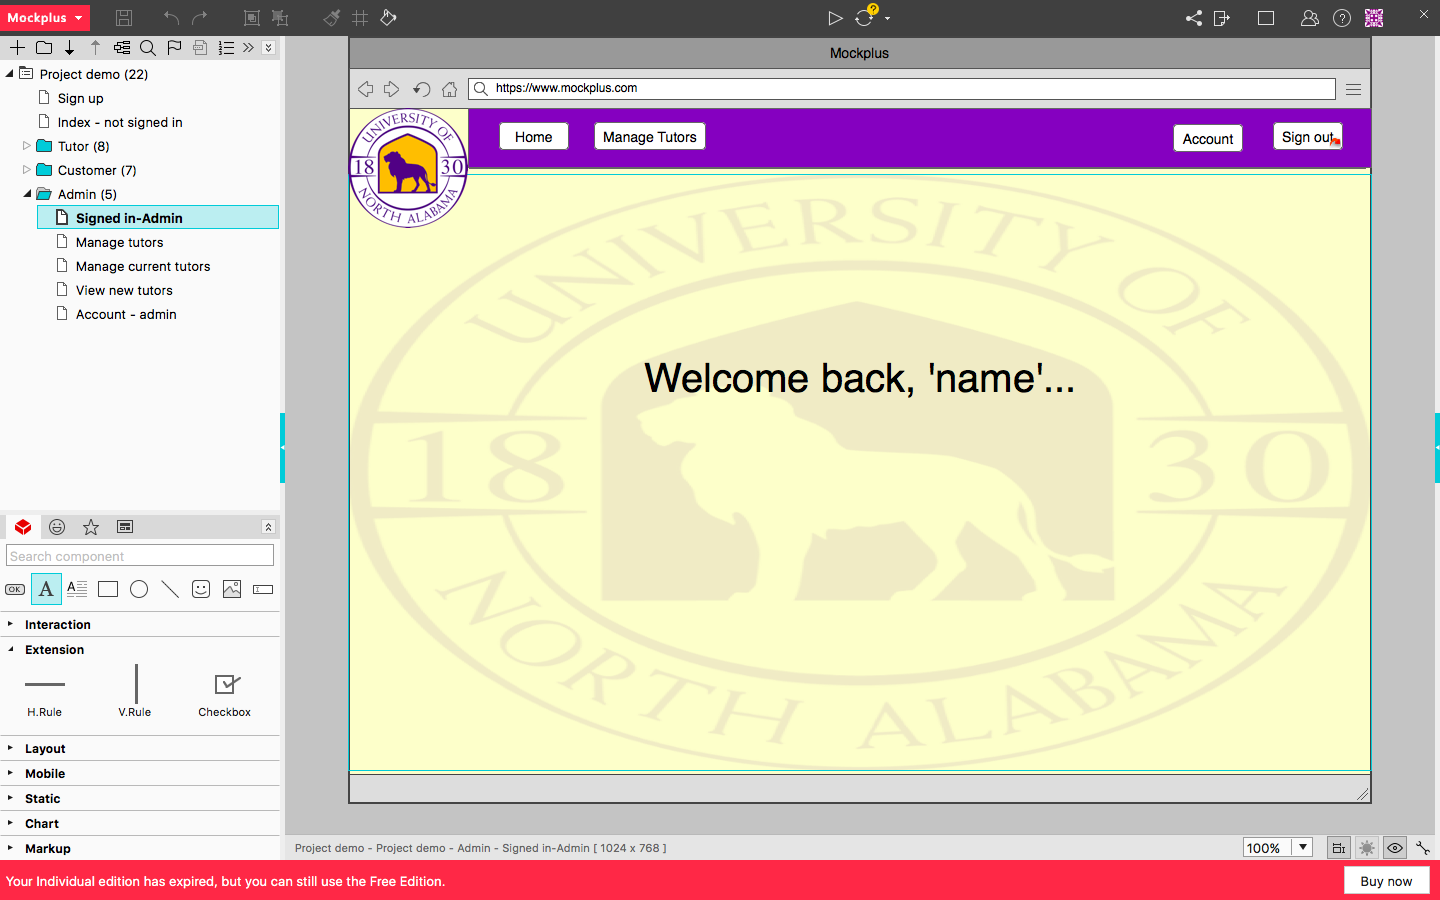 Mockplus
Mockplus
Project demo (22)
Sign up
Index - not signed in
Tutor (8)
Customer (7)
Admin (5)
Signed in-Admin
Manage tutors
Manage current tutors
View new tutors
Account - admin
Search component
OK
A
A
Interaction
Extension
H.Rule
V.Rule
Checkbox
Layout
Mobile
Static
Chart
Markup
https://www.mockplus.com
UNIVERSITY OF
18 30
NORTH ALABAMA
Home
Manage Tutors
Account
Sign out
UNIVERSITY OF
Welcome back, 'name'...
18 30
NORTH ALABAMA
Project demo - Project demo - Admin - Signed in-Admin [ 1024 x 768 ]
100%
Your Individual edition has expired, but you can still use the Free Edition.
Buy now